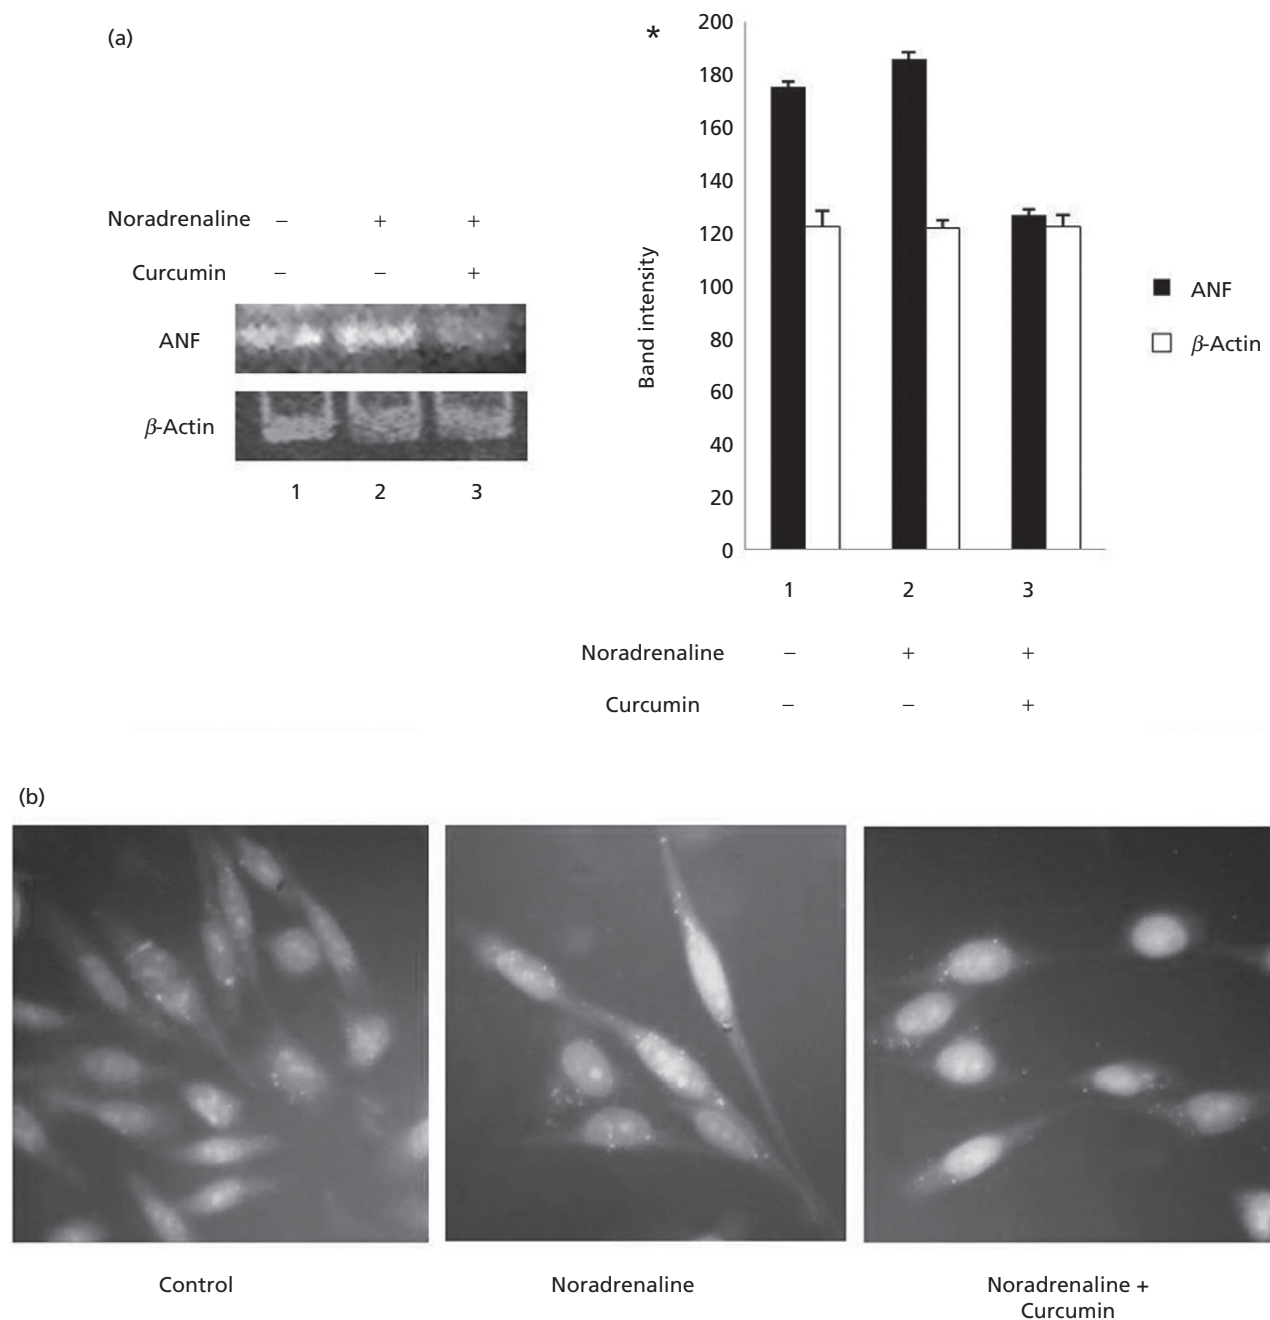 (a)
Noradrenaline − + +
Curcumin − − +
ANF
β-Actin
1 2 3
*
200
180
160
140
120
100
80
60
40
20
0
Band intensity
ANF
β-Actin
1 2 3
Noradrenaline − + +
Curcumin − − +
(b)
Control
Noradrenaline
Noradrenaline +
Curcumin